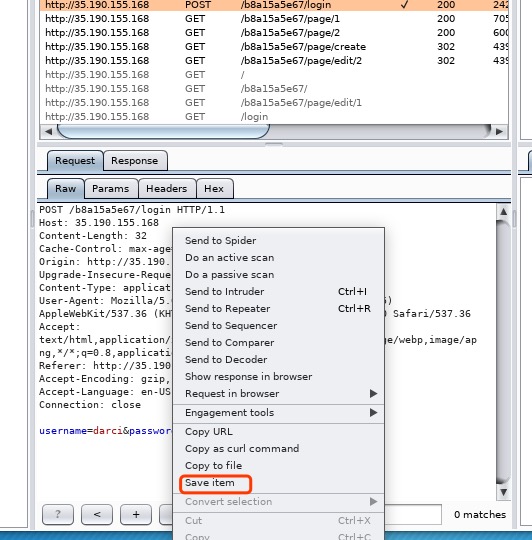 http://35.190.155.168 POST /b8a15a5e67/login ✓ 200 242
http://35.190.155.168 GET /b8a15a5e67/page/1 200 705
http://35.190.155.168 GET /b8a15a5e67/page/2 200 600
http://35.190.155.168 GET /b8a15a5e67/page/create 302 439
http://35.190.155.168 GET /b8a15a5e67/page/edit/2 302 439
http://35.190.155.168 GET /
http://35.190.155.168 GET /b8a15a5e67/
http://35.190.155.168 GET /b8a15a5e67/page/edit/1
http://35.190.155.168 GET /login
Request Response
Raw Params Headers Hex
POST /b8a15a5e67/login HTTP/1.1
Host: 35.190.155.168
Content-Length: 32
Cache-Control: max-age
Origin: http://35.190.
Upgrade-Insecure-Reque
Content-Type: applicat
User-Agent: Mozilla/5.
AppleWebKit/537.36 (KH Safari/537.36
Accept:
text/html,application/ ge/webp,image/ap
ng,*/*;q=0.8,applicati
Referer: http://35.190
Accept-Encoding: gzip,
Accept-Language: en-US
Connection: close
username=darci&passwor
Send to Spider
Do an active scan
Do a passive scan
Send to Intruder Ctrl+I
Send to Repeater Ctrl+R
Send to Sequencer
Send to Comparer
Send to Decoder
Show response in browser
Request in browser
Engagement tools
Copy URL
Copy as curl command
Copy to file
Save item
Convert selection
Cut Ctrl+X
Copy Ctrl+C
? < + 0 matches